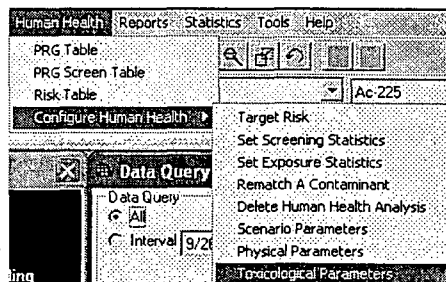 Human Health Reports Statistics Tools Help
PRG Table
PRG Screen Table
Risk Table
Ac-225
Configure Human Health
Target Risk
Set Screening Statistics
Set Exposure Statistics
Rematch A Contaminant
Delete Human Health Analysis
Scenario Parameters
Physical Parameters
Toxicological Parameters
Data Query
Data Query
All
Interval 9/2
ding